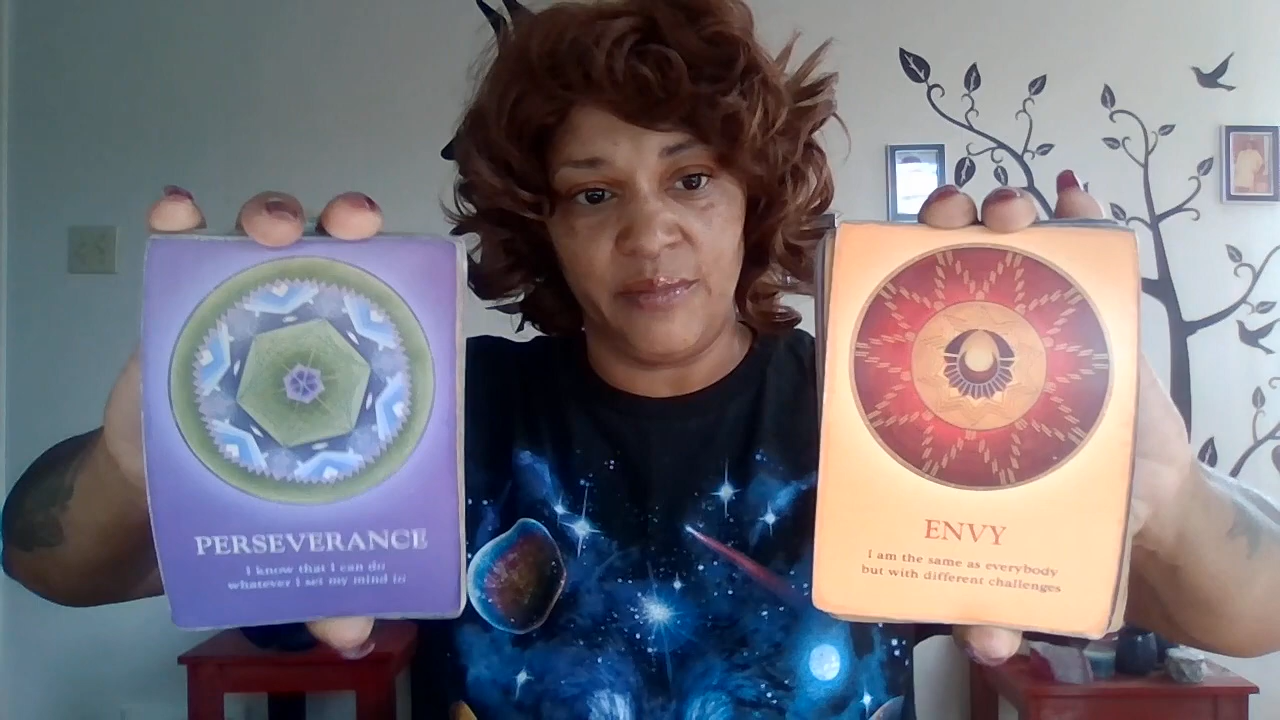 PERSEVERANCE
I know that I can do
whatever I set my mind to
ENVY
I am the same as everybody
but with different challenges